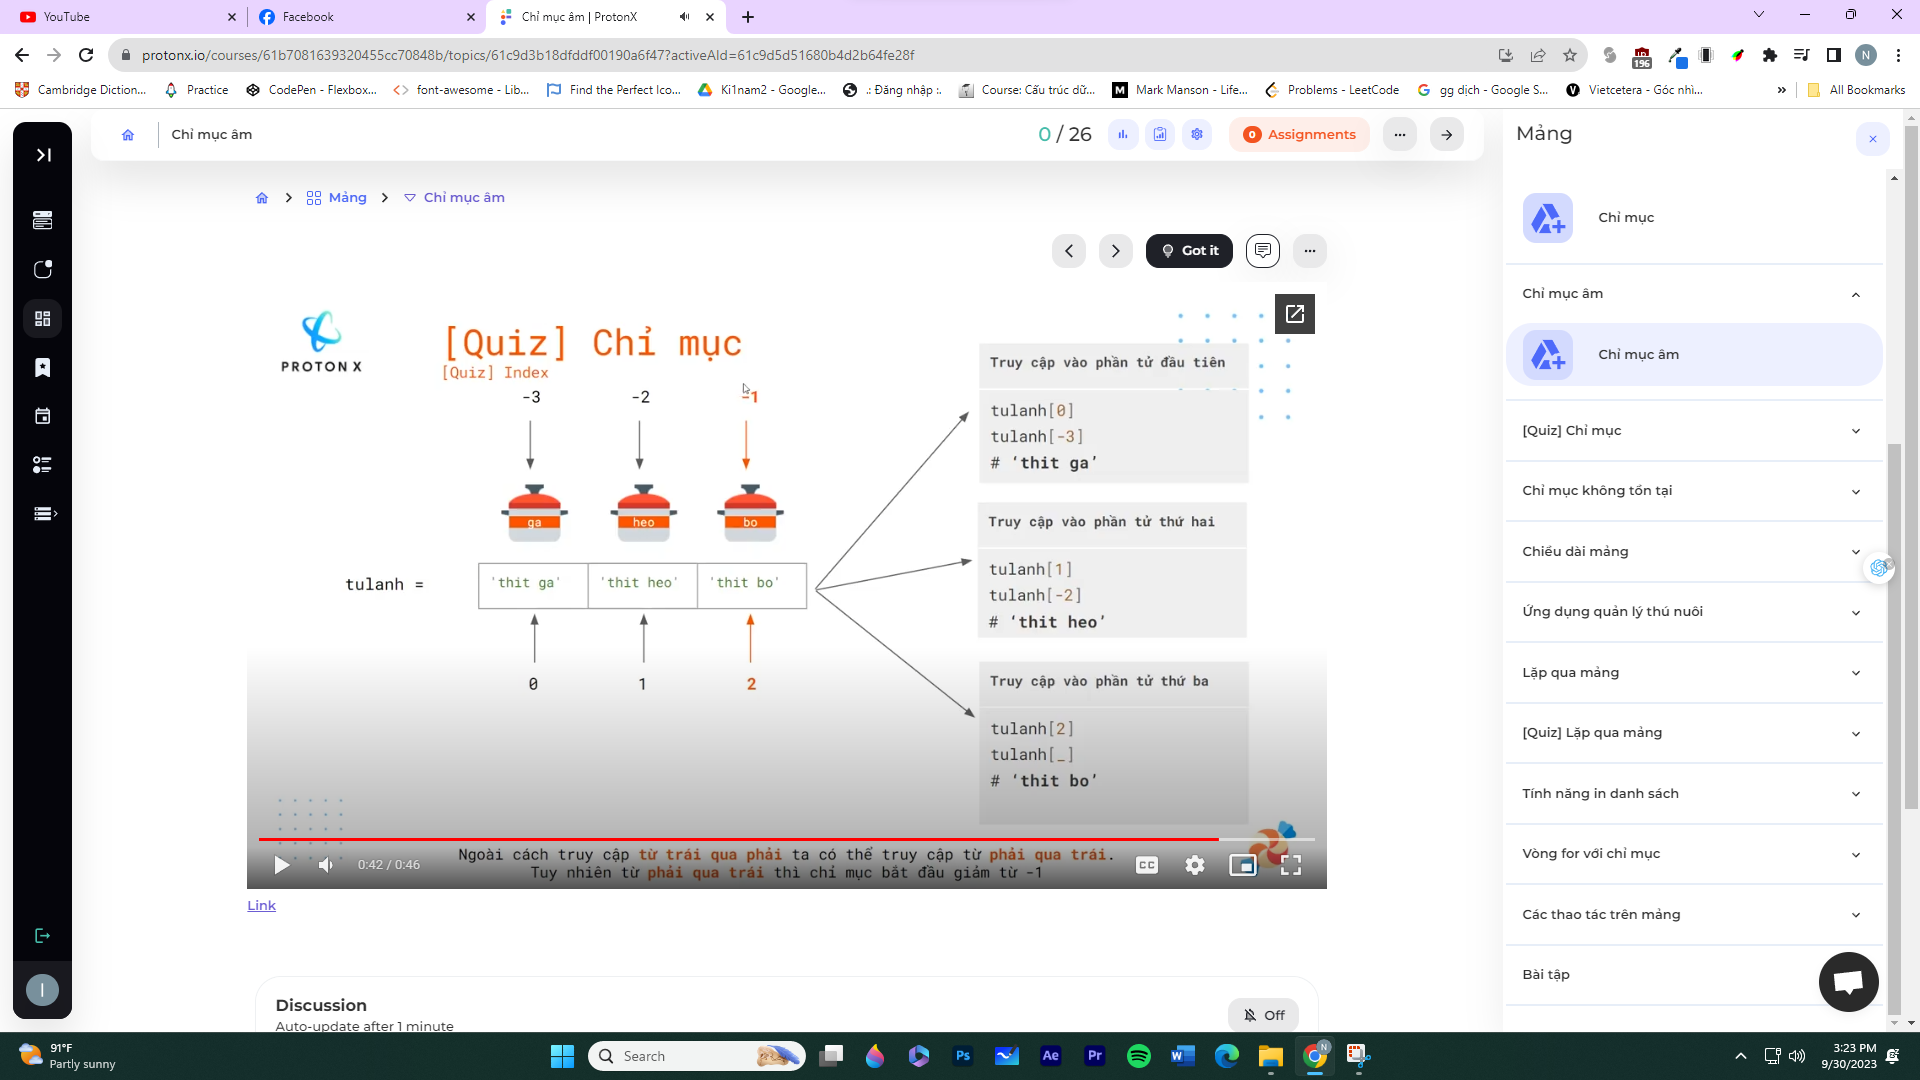 YouTube
Facebook
Chỉ mục âm | ProtonX
protonx.io/courses/61b7081639320455cc70848b/topics/61c9d3b18dfddf00190a6f47?activeAId=61c9d5d51680b4d2b64fe28f
196
N
Cambridge Diction...
Practice
CodePen - Flexbox...
font-awesome - Lib...
Find the Perfect Ico...
Ki1nam2 - Google...
.: Đăng nhập :.
Course: Cấu trúc dữ...
Mark Manson - Life...
Problems - LeetCode
gg dịch - Google S...
Vietcetera - Góc nhì...
»
All Bookmarks
Chỉ mục âm
0 / 26
0 Assignments
Mảng
Mảng
Chỉ mục âm
Got it
PROTON X
[Quiz] Chỉ mục
[Quiz] Index
-3
-2
-1
ga
heo
bo
tulanh =
'thit ga'
'thit heo'
'thit bo'
0
1
2
Truy cập vào phần tử đầu tiên
tulanh[0]
tulanh[-3]
# ‘thit ga’
Truy cập vào phần tử thứ hai
tulanh[1]
tulanh[-2]
# ‘thit heo’
Truy cập vào phần tử thứ ba
tulanh[2]
tulanh[_]
# ‘thit bo’
Ngoài cách truy cập từ trái qua phải ta có thể truy cập từ phải qua trái.
Tuy nhiên từ phải qua trái thì chỉ mục bắt đầu giảm từ -1
0:42 / 0:46
CC
Link
Discussion
Auto-update after 1 minute
Off
Chỉ mục
Chỉ mục âm
Chỉ mục âm
[Quiz] Chỉ mục
Chỉ mục không tồn tại
Chiều dài mảng
Ứng dụng quản lý thú nuôi
Lặp qua mảng
[Quiz] Lặp qua mảng
Tính năng in danh sách
Vòng for với chỉ mục
Các thao tác trên mảng
Bài tập
I
91°F
Partly sunny
Search
Ps
Ae
Pr
N
3:23 PM
9/30/2023